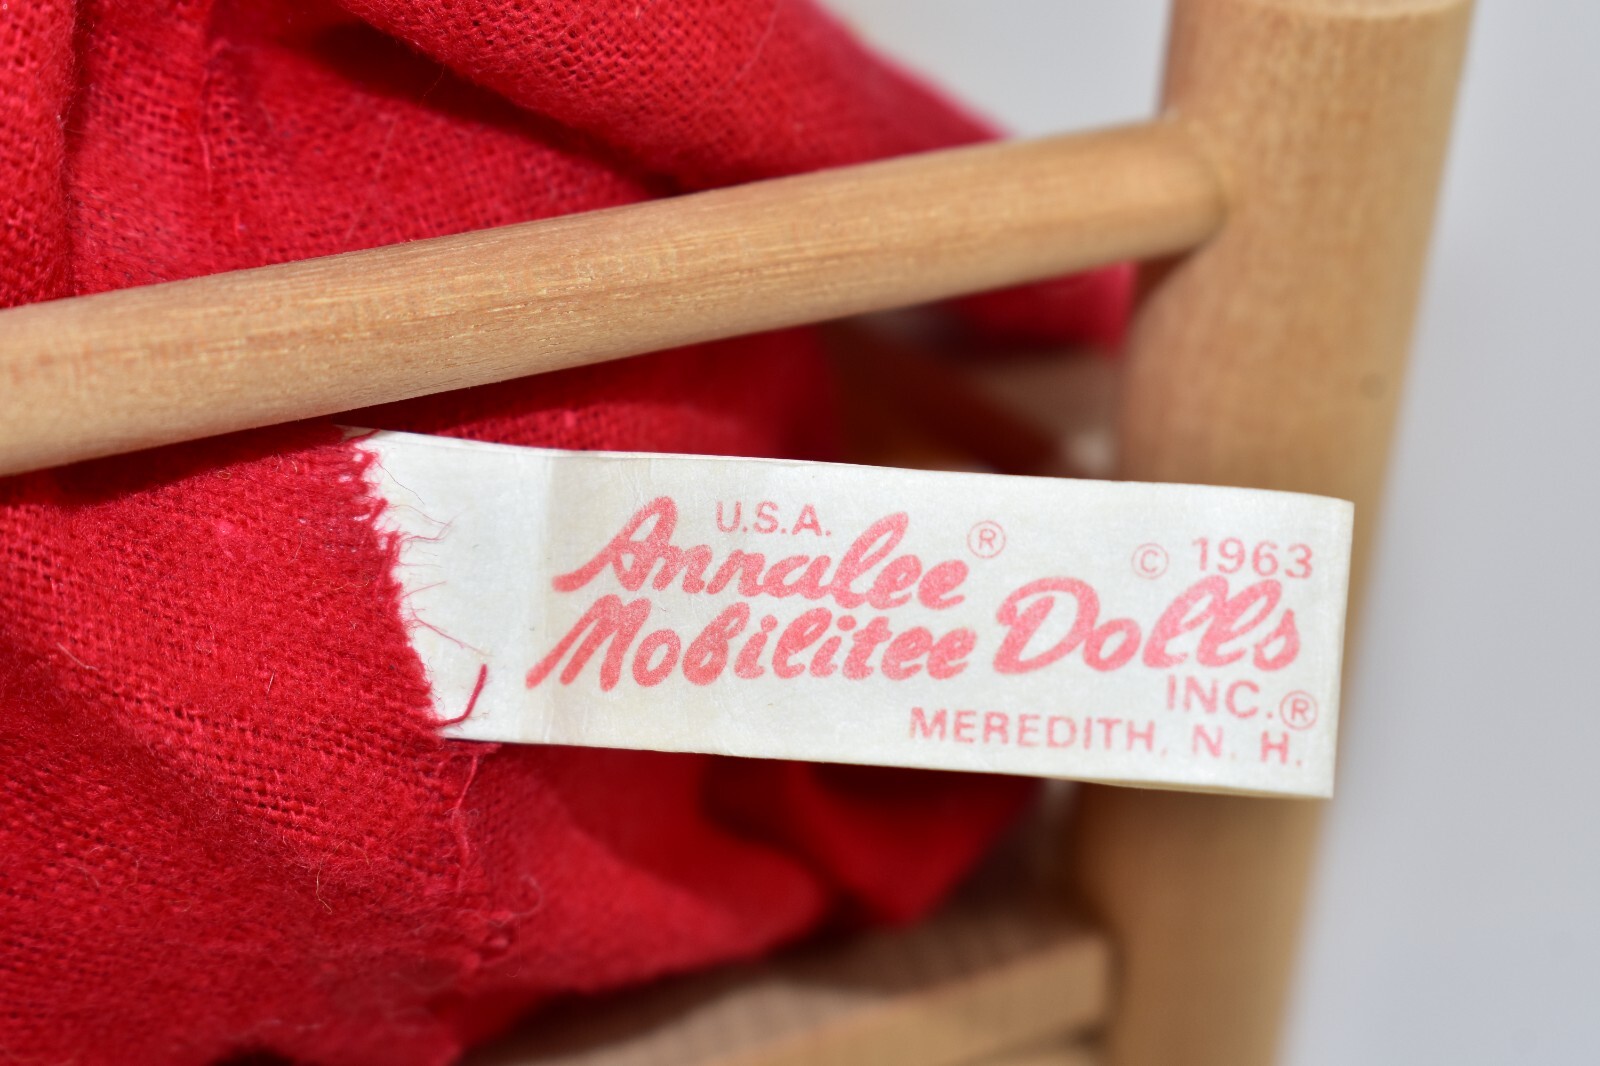 U.S.A.
Annalee ® © 1963
Mobilitee Dolls
INC. ®
MEREDITH, N. H.